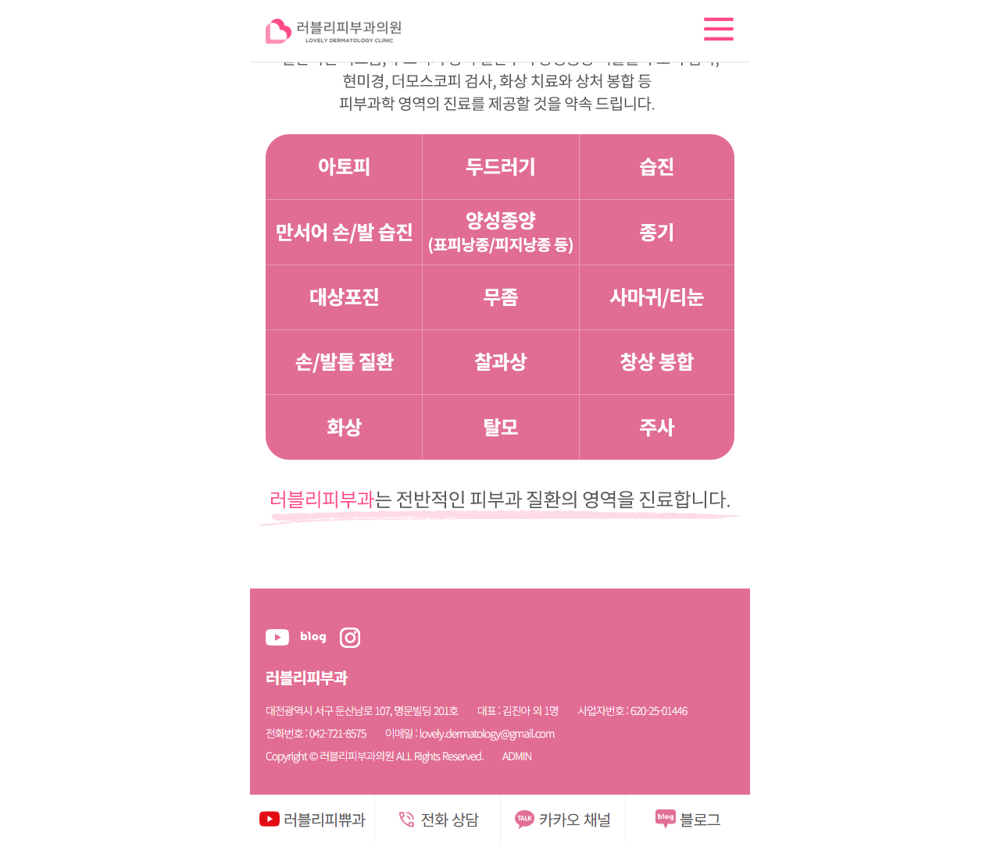 러블리피부과의원
LOVELY DERMATOLOGY CLINIC
현미경, 더모스코피 검사, 화상 치료와 상처 봉합 등
피부과학 영역의 진료를 제공할 것을 약속 드립니다.
아토피 두드러기 습진
만서어 손/발 습진 양성종양 종기
(표피낭종/피지낭종 등)
대상포진 무좀 사마귀/티눈
손/발톱 질환 찰과상 창상 봉합
화상 탈모 주사
러블리피부과는 전반적인 피부과 질환의 영역을 진료합니다.
blog
러블리피부과
대전광역시 서구 둔산남로 107, 명문빌딩 201호 대표 : 김진아 외 1명 사업자번호 : 620-25-01446
전화번호 : 042-721-8575 이메일 : lovely.dermatology@gmail.com
Copyright © 러블리피부과의원 ALL Rights Reserved. ADMIN
러블리피쀼과 전화 상담 TALK 카카오 채널 blog 블로그